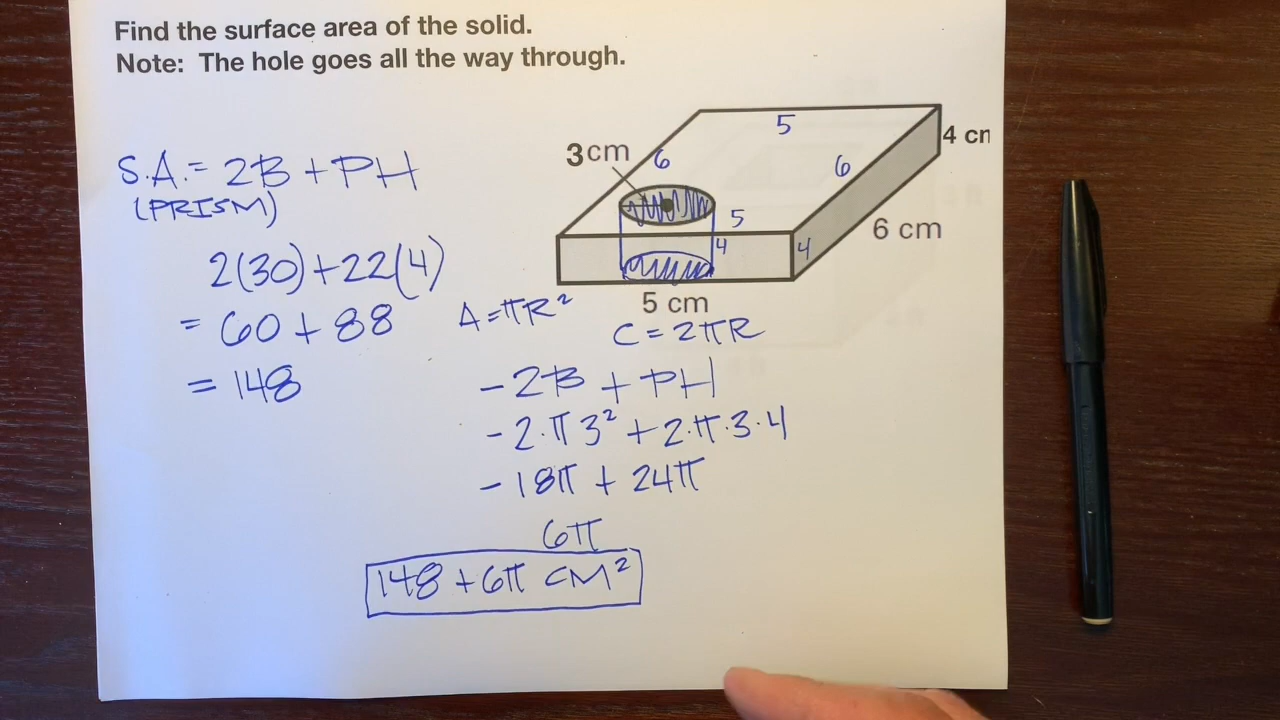 Find the surface area of the solid.
Note: The hole goes all the way through.
5
4 cm
3 cm
6
6
S.A. = 2B + PH
(PRISM)
5
4
4
6 cm
2(30) + 22(4)
5 cm
= 60 + 88
A = πR²
C = 2πR
= 148
- 2B + PH
- 2·π3² + 2·π·3·4
- 18π + 24π
6π
148 + 6π CM²